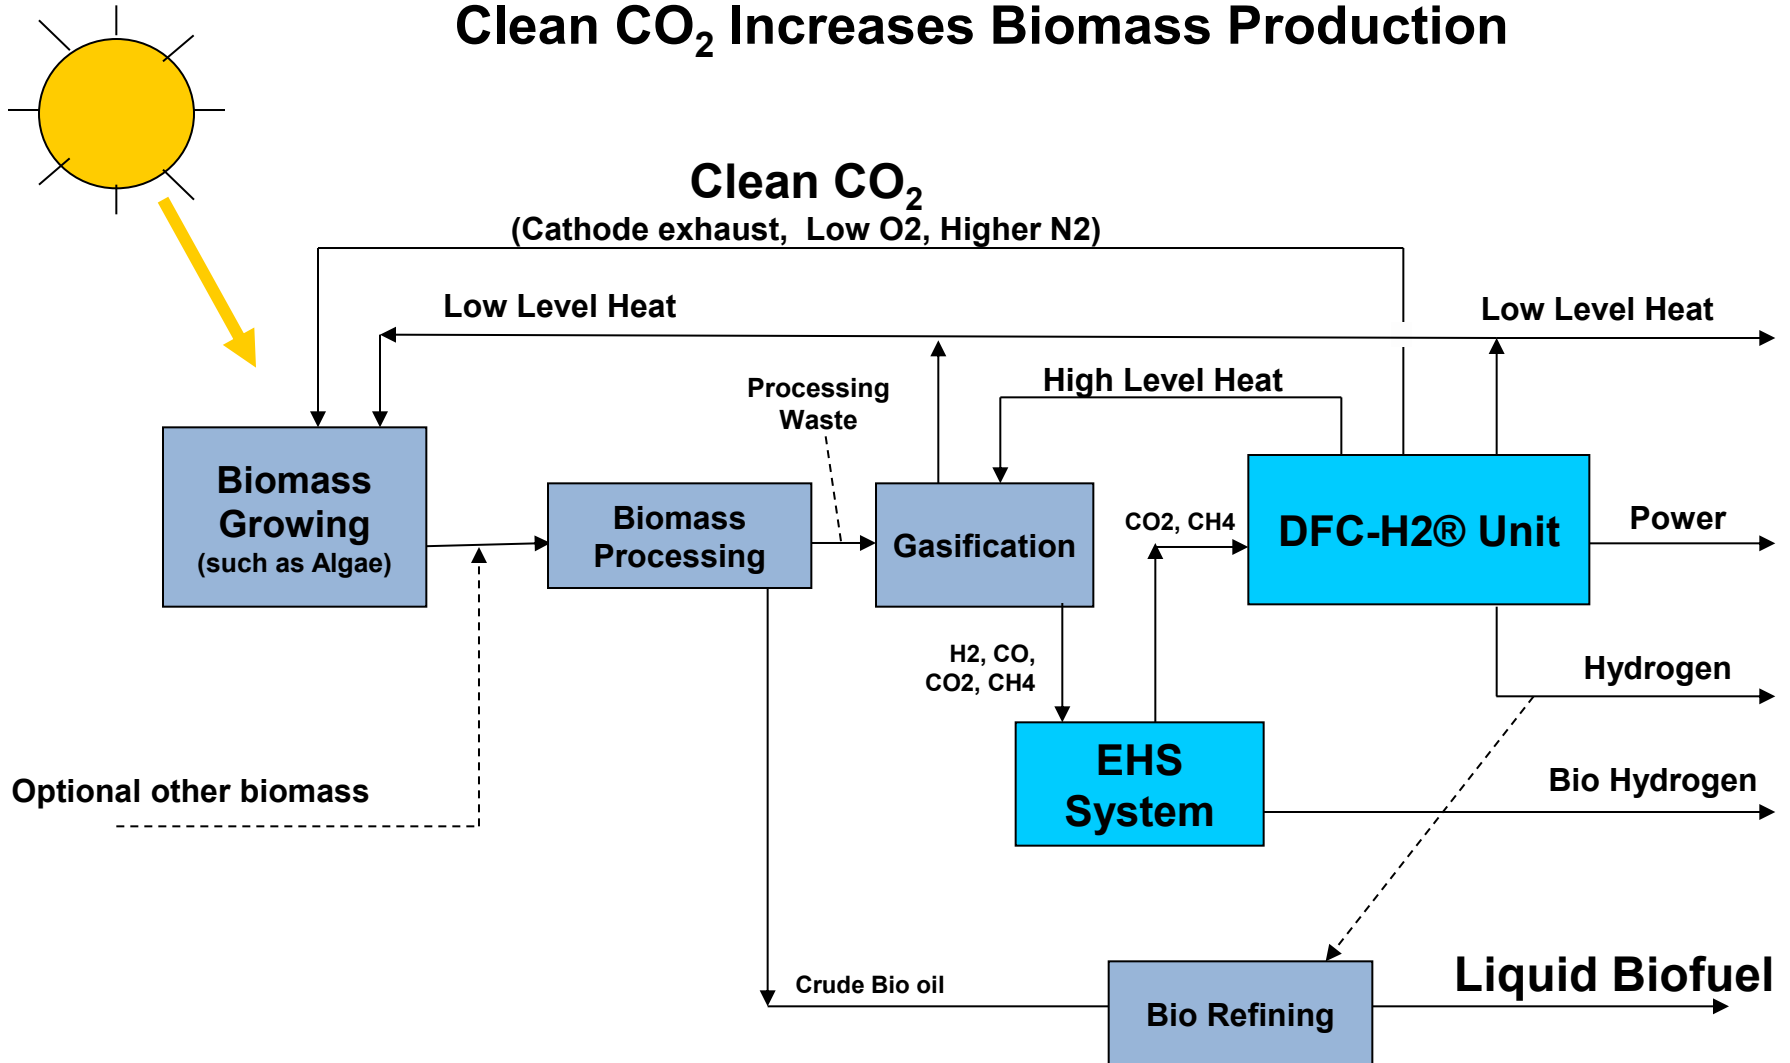 Clean CO₂ Increases Biomass Production
Clean CO₂
(Cathode exhaust,  Low O2, Higher N2)
Low Level Heat
Low Level Heat
High Level Heat
Processing
Waste
Biomass
Growing
(such as Algae)
Biomass
Processing
Gasification
CO2, CH4
DFC-H2® Unit
Power
H2, CO,
CO2, CH4
Hydrogen
EHS
System
Bio Hydrogen
Optional other biomass
Crude Bio oil
Bio Refining
Liquid Biofuel